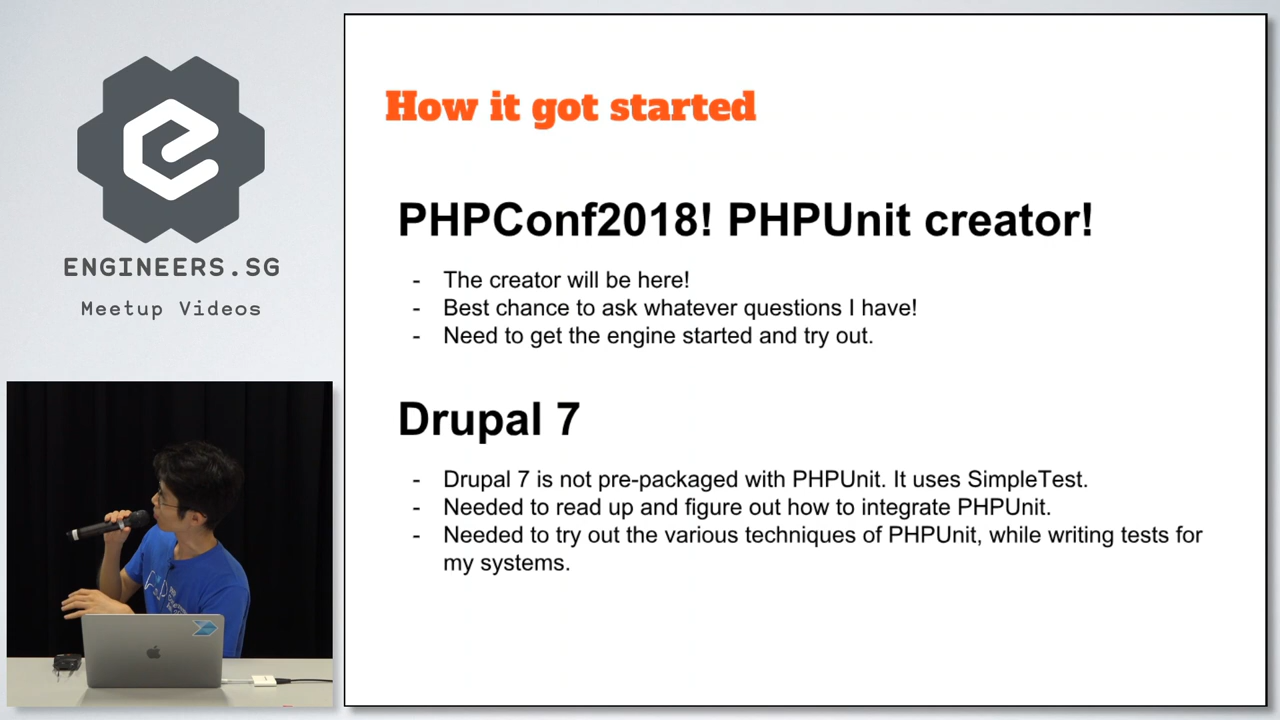 ENGINEERS.SG
Meetup Videos
How it got started
PHPConf2018! PHPUnit creator!
- The creator will be here!
- Best chance to ask whatever questions I have!
- Need to get the engine started and try out.
Drupal 7
- Drupal 7 is not pre-packaged with PHPUnit. It uses SimpleTest.
- Needed to read up and figure out how to integrate PHPUnit.
- Needed to try out the various techniques of PHPUnit, while writing tests for
my systems.